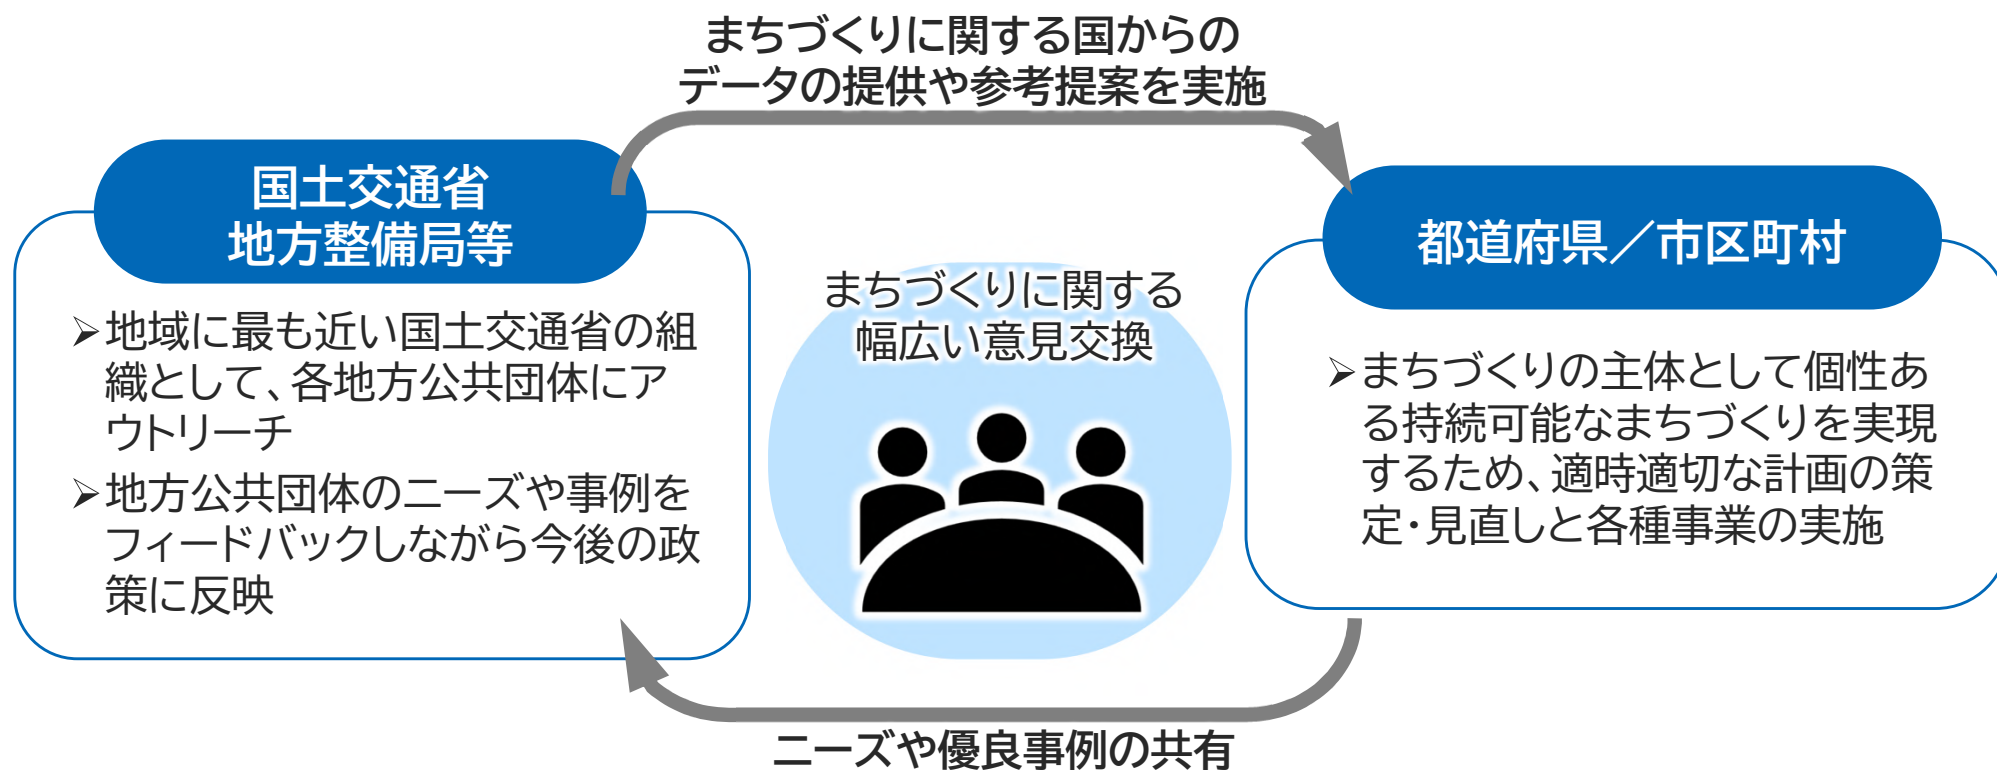 まちづくりに関する国からの
データの提供や参考提案を実施
国土交通省
地方整備局等
➢地域に最も近い国土交通省の組
織として、各地方公共団体にア
ウトリーチ
➢地方公共団体のニーズや事例を
フィードバックしながら今後の政
策に反映
まちづくりに関する
幅広い意見交換
都道府県／市区町村
➢まちづくりの主体として個性あ
る持続可能なまちづくりを実現
するため、適時適切な計画の策
定・見直しと各種事業の実施
ニーズや優良事例の共有